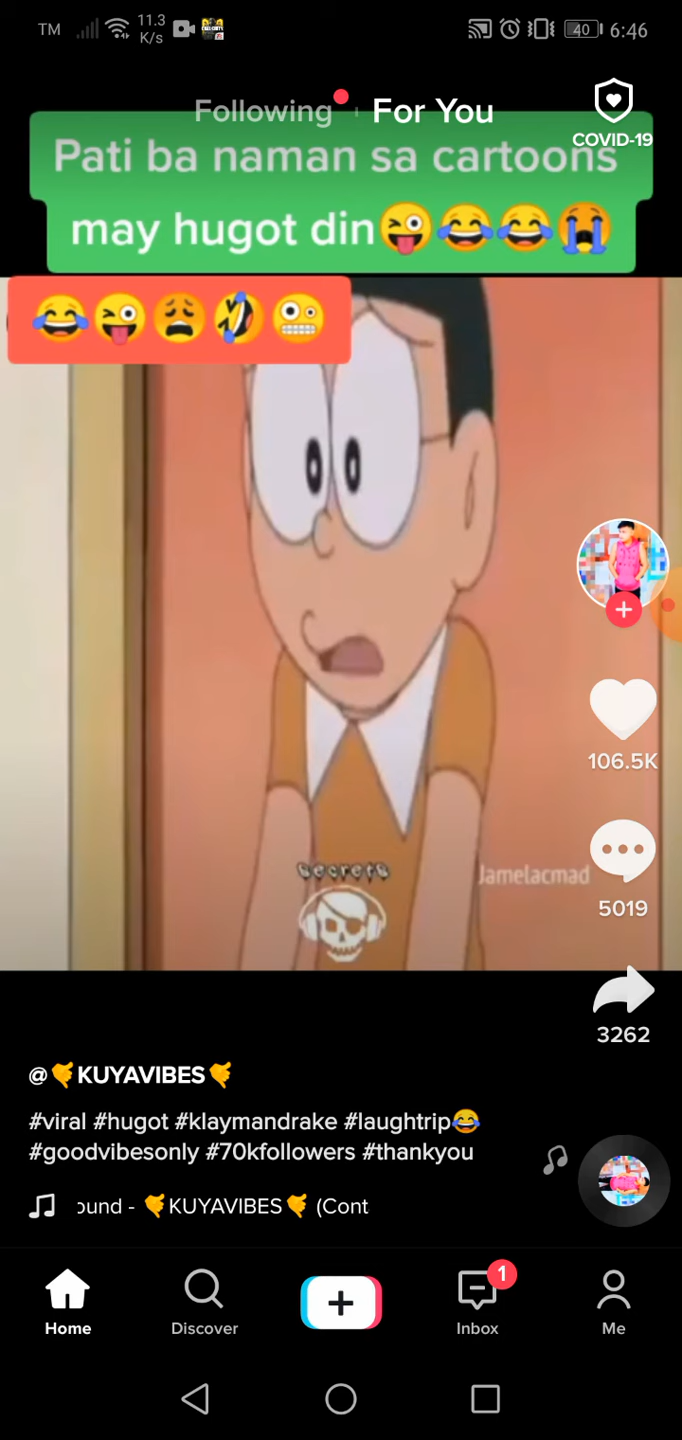 TM 11.3 K/s 40 6:46
Following For You
COVID-19
Pati ba naman sa cartoons
may hugot din😜😂😂😭
😂😜😩🤣🤪
106.5K
secrets
Jamelacmad
5019
3262
@🤙KUYAVIBES🤙
#viral #hugot #klaymandrake #laughtrip😂
#goodvibesonly #70kfollowers #thankyou
ound - 🤙KUYAVIBES🤙 (Cont
1
Home Discover Inbox Me